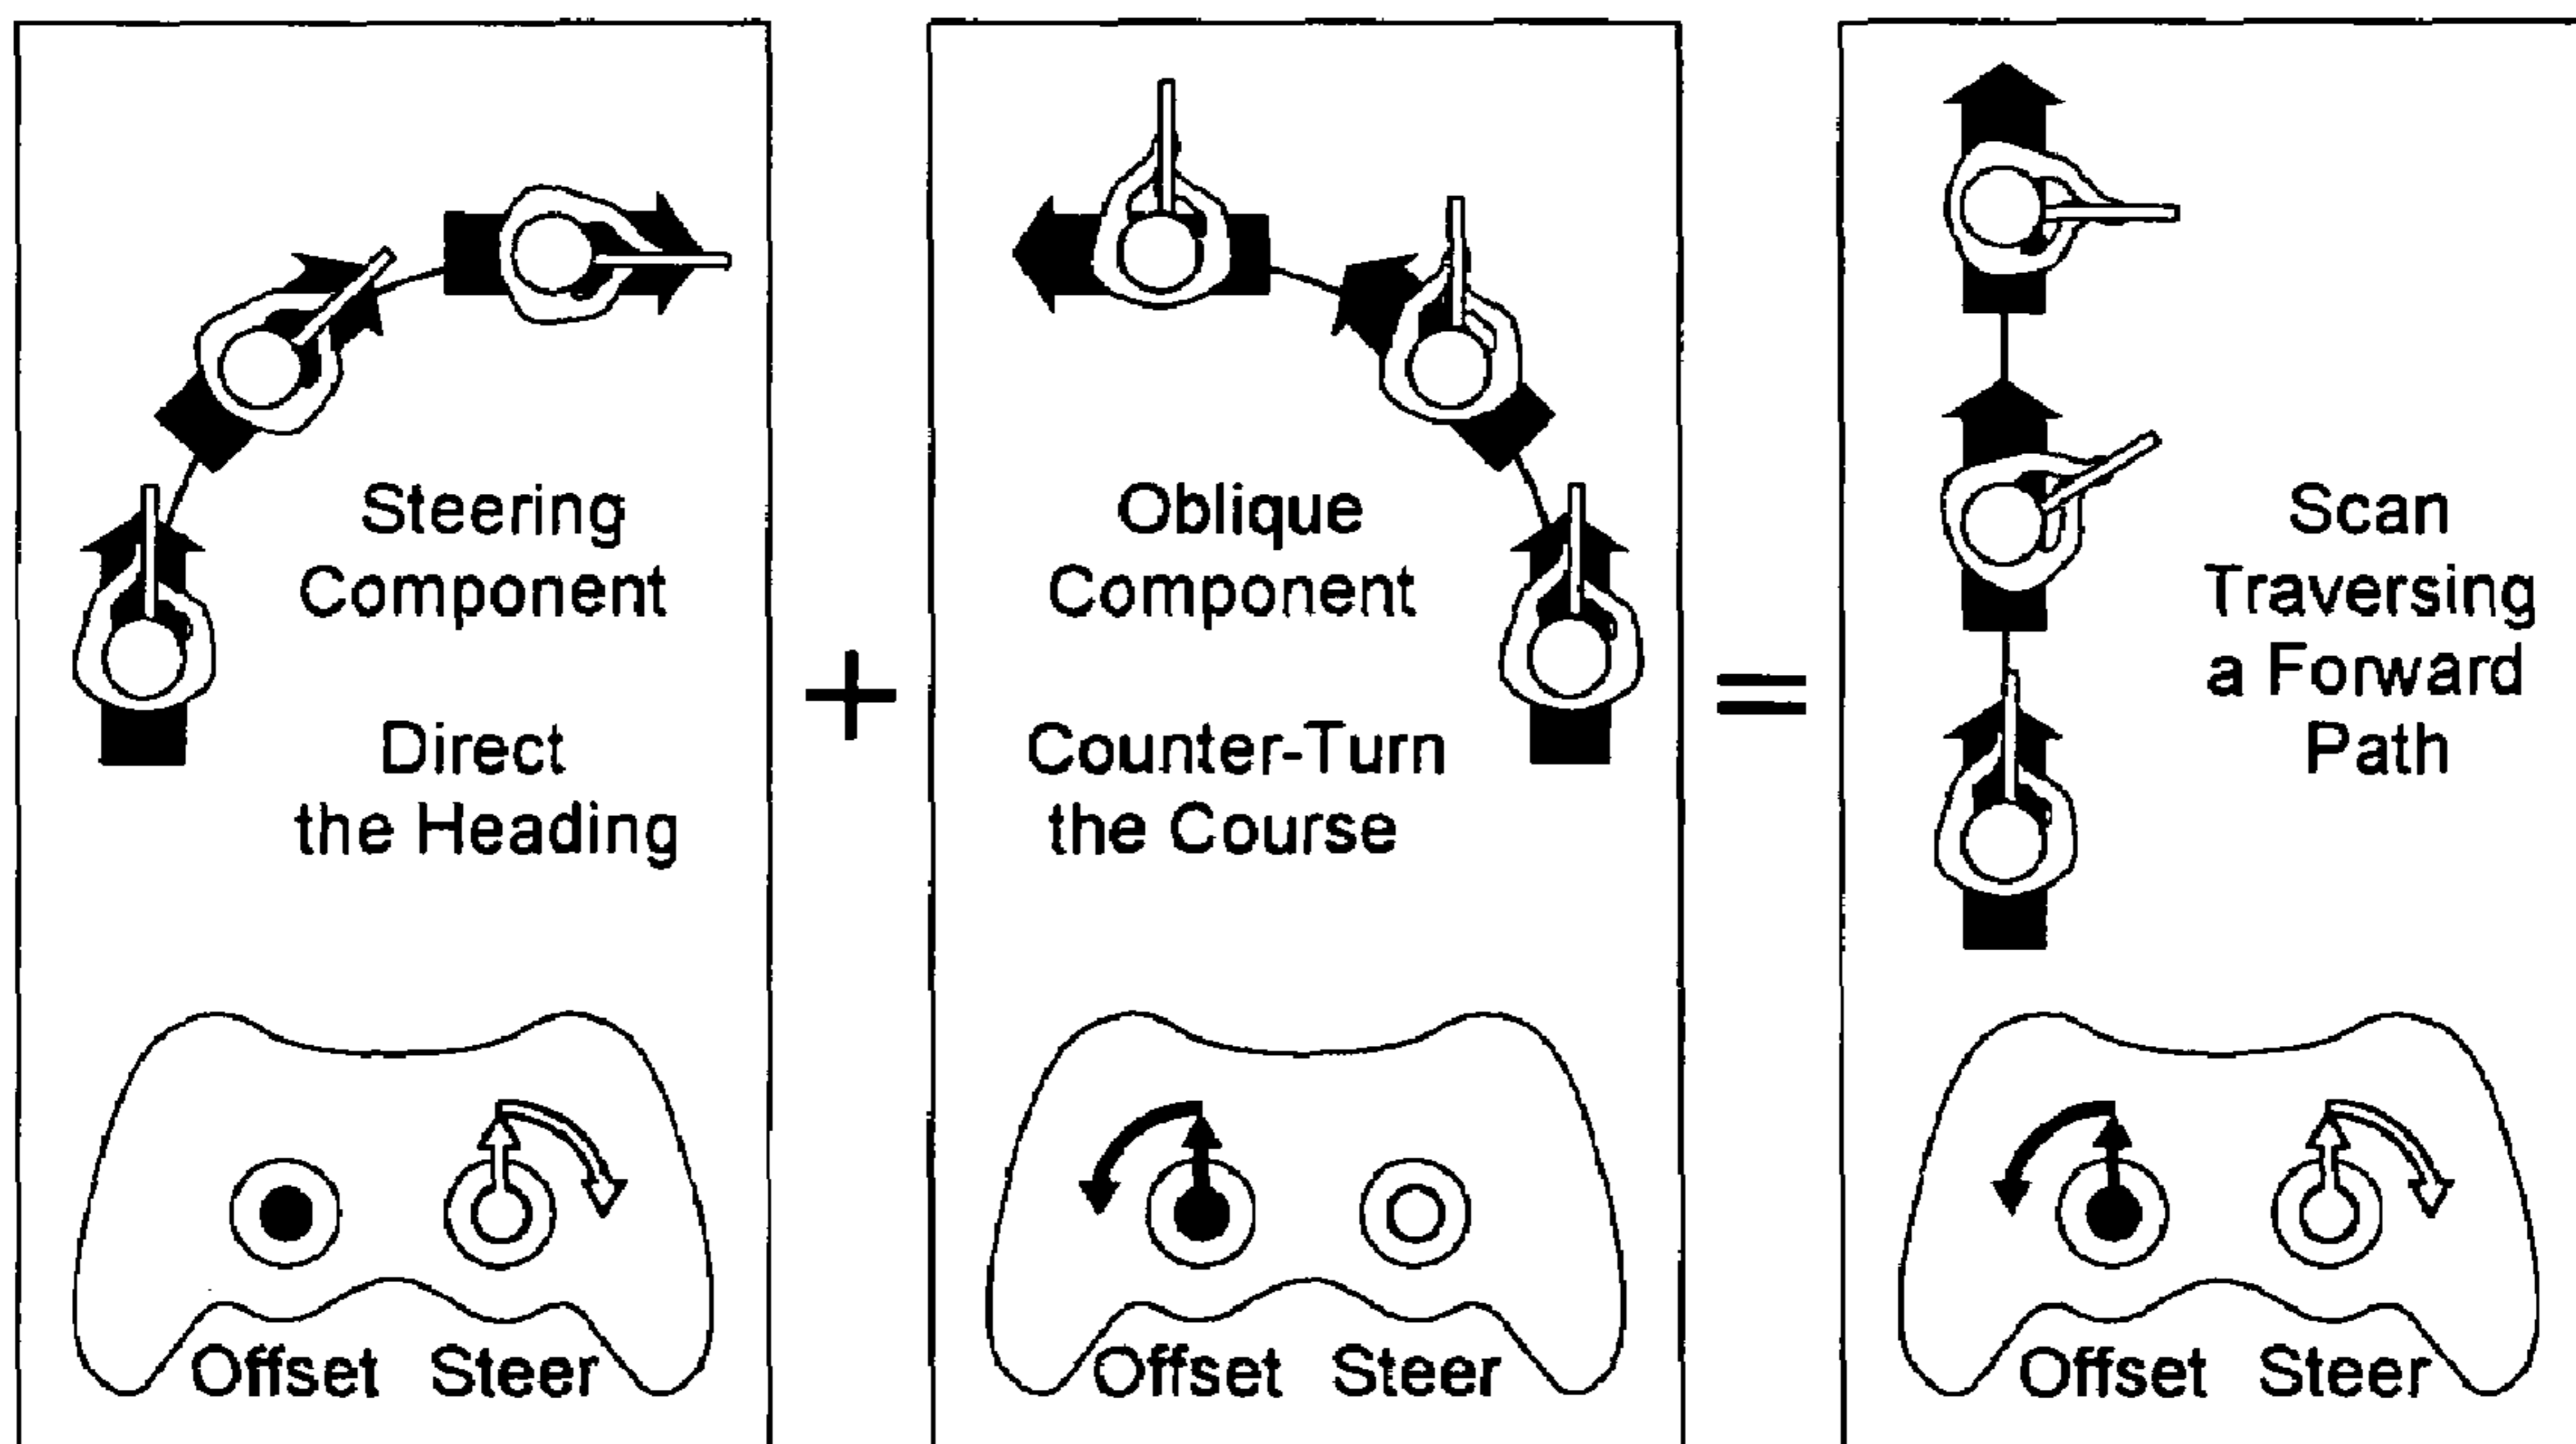 Steering
Component
Direct
the Heading
Offset Steer
+
Oblique
Component
Counter-Turn
the Course
Offset Steer
=
Scan
Traversing
a Forward
Path
Offset Steer